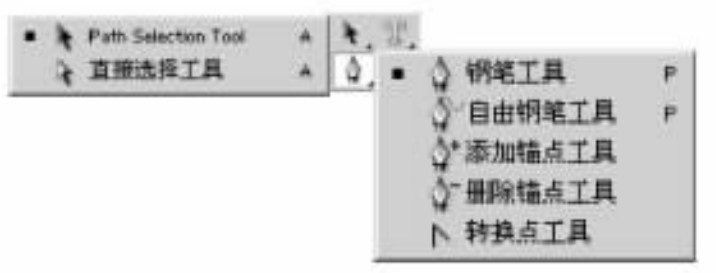 Path Selection Tool A
直接选择工具 A
钢笔工具 P
自由钢笔工具 P
添加锚点工具
删除锚点工具
转换点工具